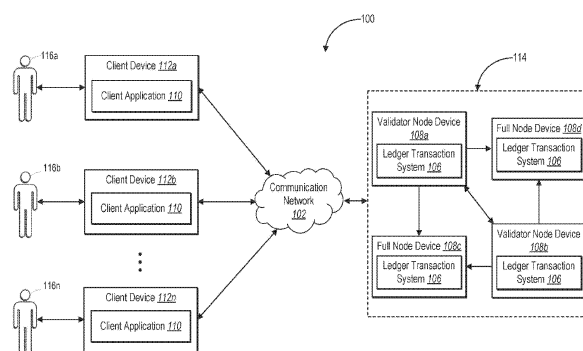 100
116a
Client Device 112a
Client Application 110
114
Validator Node Device
108a
Ledger Transaction
System 106
Full Node Device 108d
Ledger Transaction
System 106
116b
Client Device 112b
Client Application 110
Communication
Network
102
Full Node Device 108c
Ledger Transaction
System 106
Validator Node Device
108b
Ledger Transaction
System 106
116n
Client Device 112n
Client Application 110